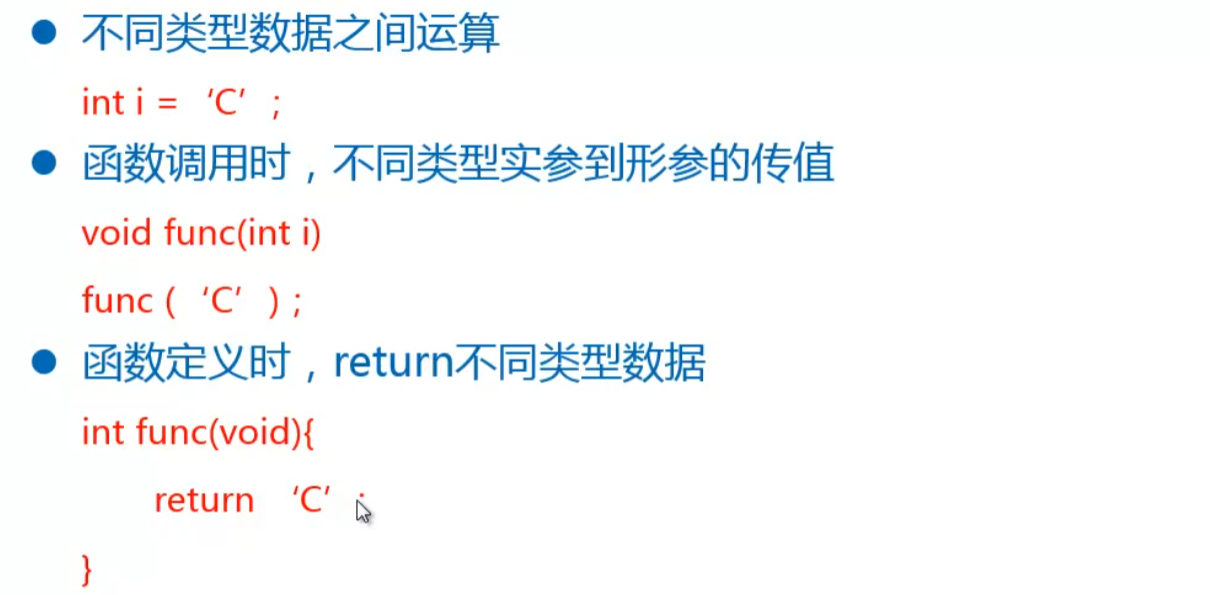 ● 不同类型数据之间运算
int i = ‘C’ ;
● 函数调用时，不同类型实参到形参的传值
void func(int i)
func (‘C’) ;
● 函数定义时，return不同类型数据
int func(void){
return ‘C’ ;
}